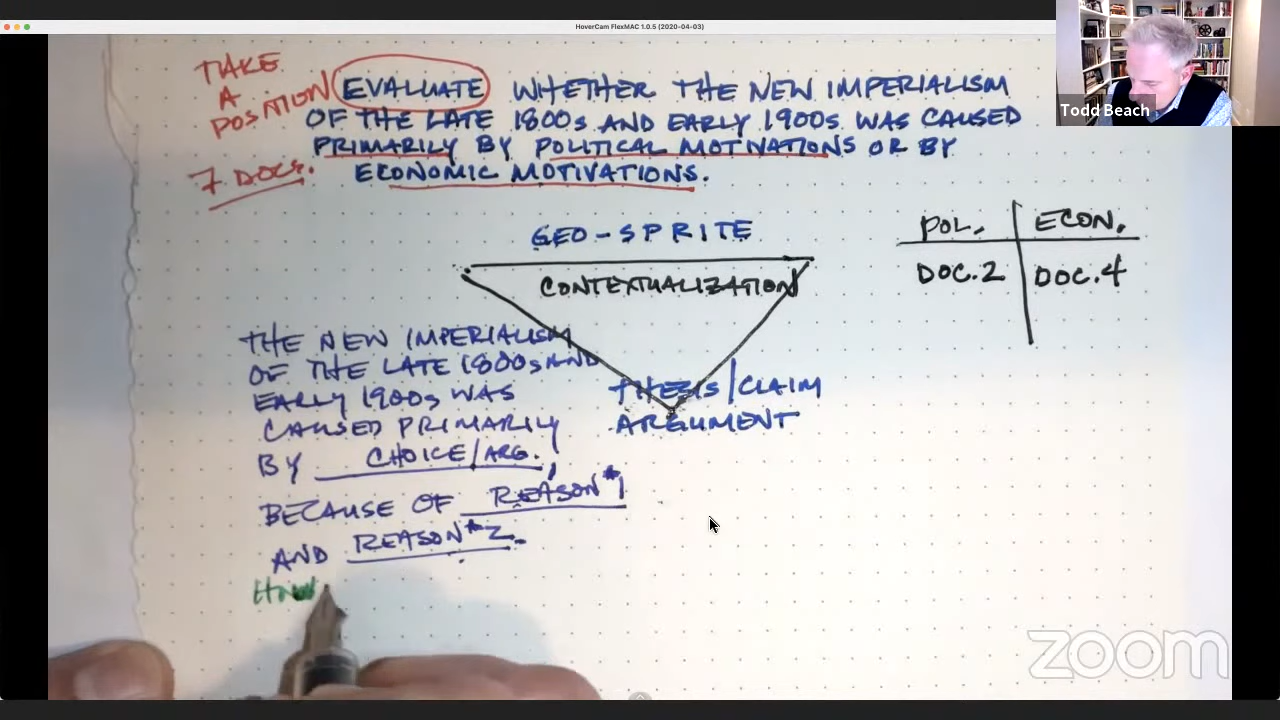 HoverCam FlexMAC 1.0.5 (2020-04-03)
Todd Beach
TAKE
A
POSITION
EVALUATE WHETHER THE NEW IMPERIALISM
OF THE LATE 1800s AND EARLY 1900s WAS CAUSED
PRIMARILY BY POLITICAL MOTIVATIONS OR BY
7 DOCS. ECONOMIC MOTIVATIONS.
GEO-SPRITE
CONTEXTUALIZATION
THESIS/CLAIM
ARGUMENT
POL. ECON.
DOC.2 DOC.4
THE NEW IMPERIALISM
OF THE LATE 1800s AND
EARLY 1900s WAS
CAUSED PRIMARILY
BY CHOICE/ARG.,
BECAUSE OF REASON #1
AND REASON #2.
zoom